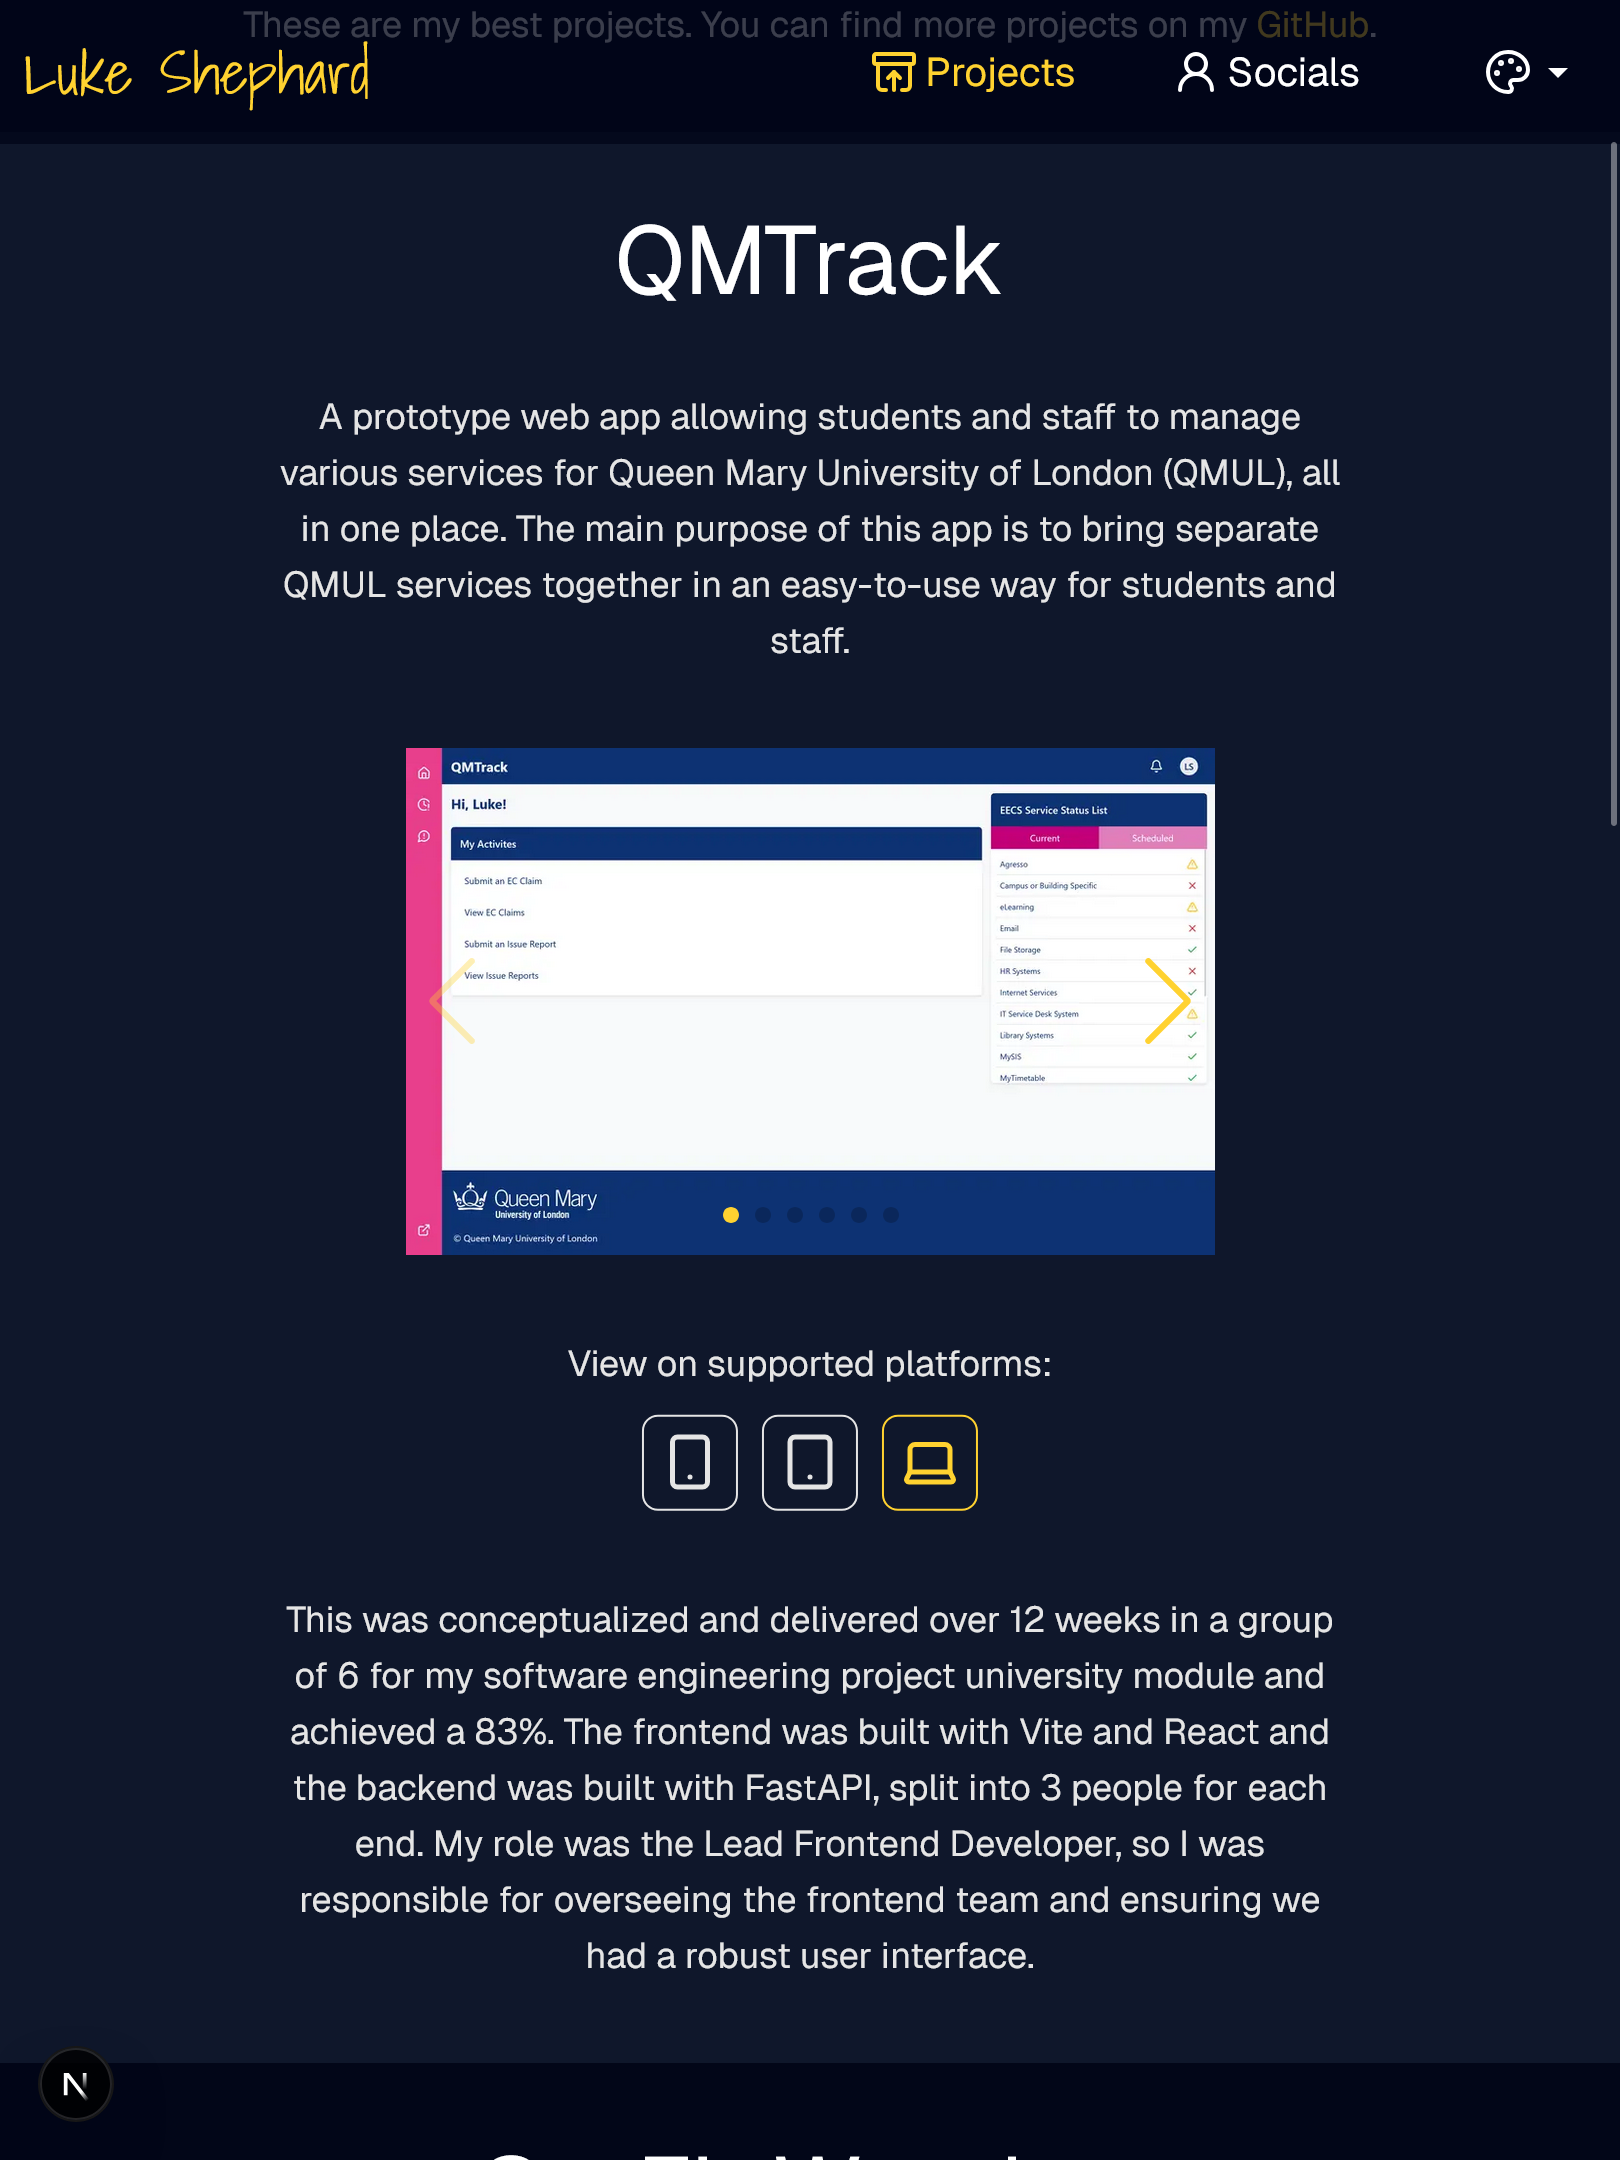 These are my best projects. You can find more projects on my GitHub.
Luke Shephard
Projects
Socials
QMTrack
A prototype web app allowing students and staff to manage
various services for Queen Mary University of London (QMUL), all
in one place. The main purpose of this app is to bring separate
QMUL services together in an easy-to-use way for students and
staff.
QMTrack
LS
Hi, Luke!
My Activites
Submit an EC Claim
View EC Claims
Submit an Issue Report
View Issue Reports
EECS Service Status List
Current
Scheduled
Agresso
Campus or Building Specific
eLearning
Email
File Storage
HR Systems
Internet Services
IT Service Desk System
Library Systems
MySIS
MyTimetable
Queen Mary
University of London
© Queen Mary University of London
View on supported platforms:
This was conceptualized and delivered over 12 weeks in a group
of 6 for my software engineering project university module and
achieved a 83%. The frontend was built with Vite and React and
the backend was built with FastAPI, split into 3 people for each
end. My role was the Lead Frontend Developer, so I was
responsible for overseeing the frontend team and ensuring we
had a robust user interface.
N